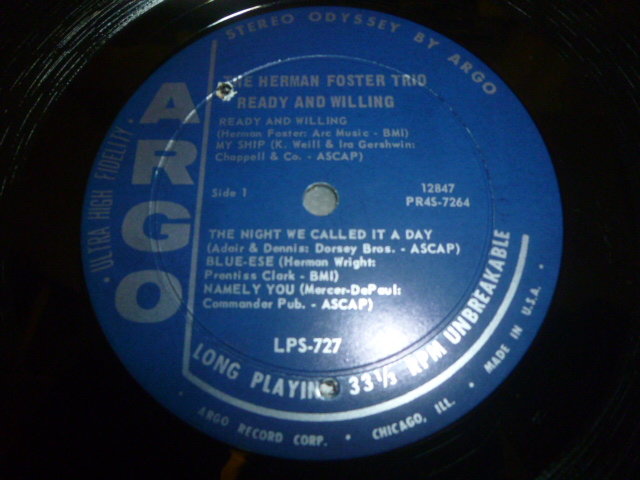 STEREO ODYSSEY BY ARGO
ULTRA HIGH FIDELITY
ARGO
THE HERMAN FOSTER TRIO
READY AND WILLING
READY AND WILLING
(Herman Foster: Arc Music - BMI)
MY SHIP (K. Weill & Ira Gershwin:
Chappell & Co. - ASCAP)
Side 1
12847
PR4S-7264
THE NIGHT WE CALLED IT A DAY
(Adair & Dennis: Dorsey Bros. - ASCAP)
BLUE-ESE (Herman Wright:
Prentiss Clark - BMI)
NAMELY YOU (Mercer-DePaul:
Commander Pub. - ASCAP)
LPS-727
LONG PLAYING 33⅓ RPM UNBREAKABLE
• ARGO RECORD CORP. • CHICAGO, ILL. • MADE IN U.S.A. •